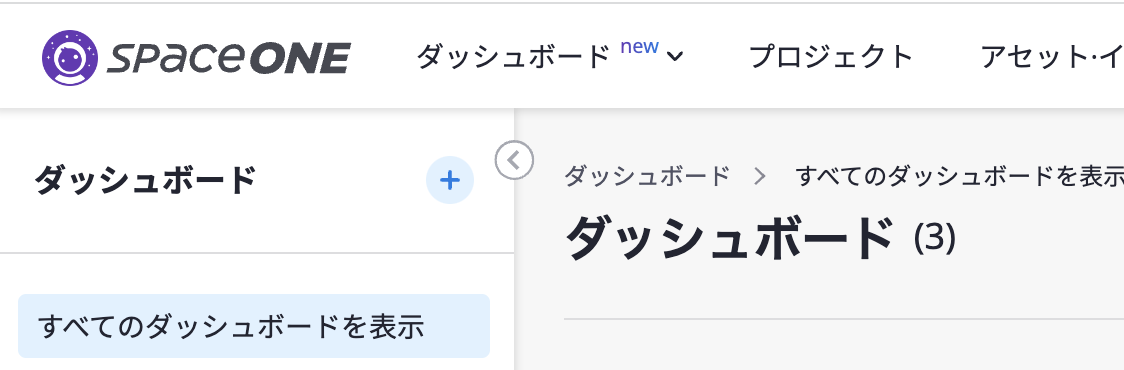 SPaceONE
ダッシュボード new
プロジェクト
アセット·イ
ダッシュボード
ダッシュボード > すべてのダッシュボードを表示
ダッシュボード (3)
すべてのダッシュボードを表示